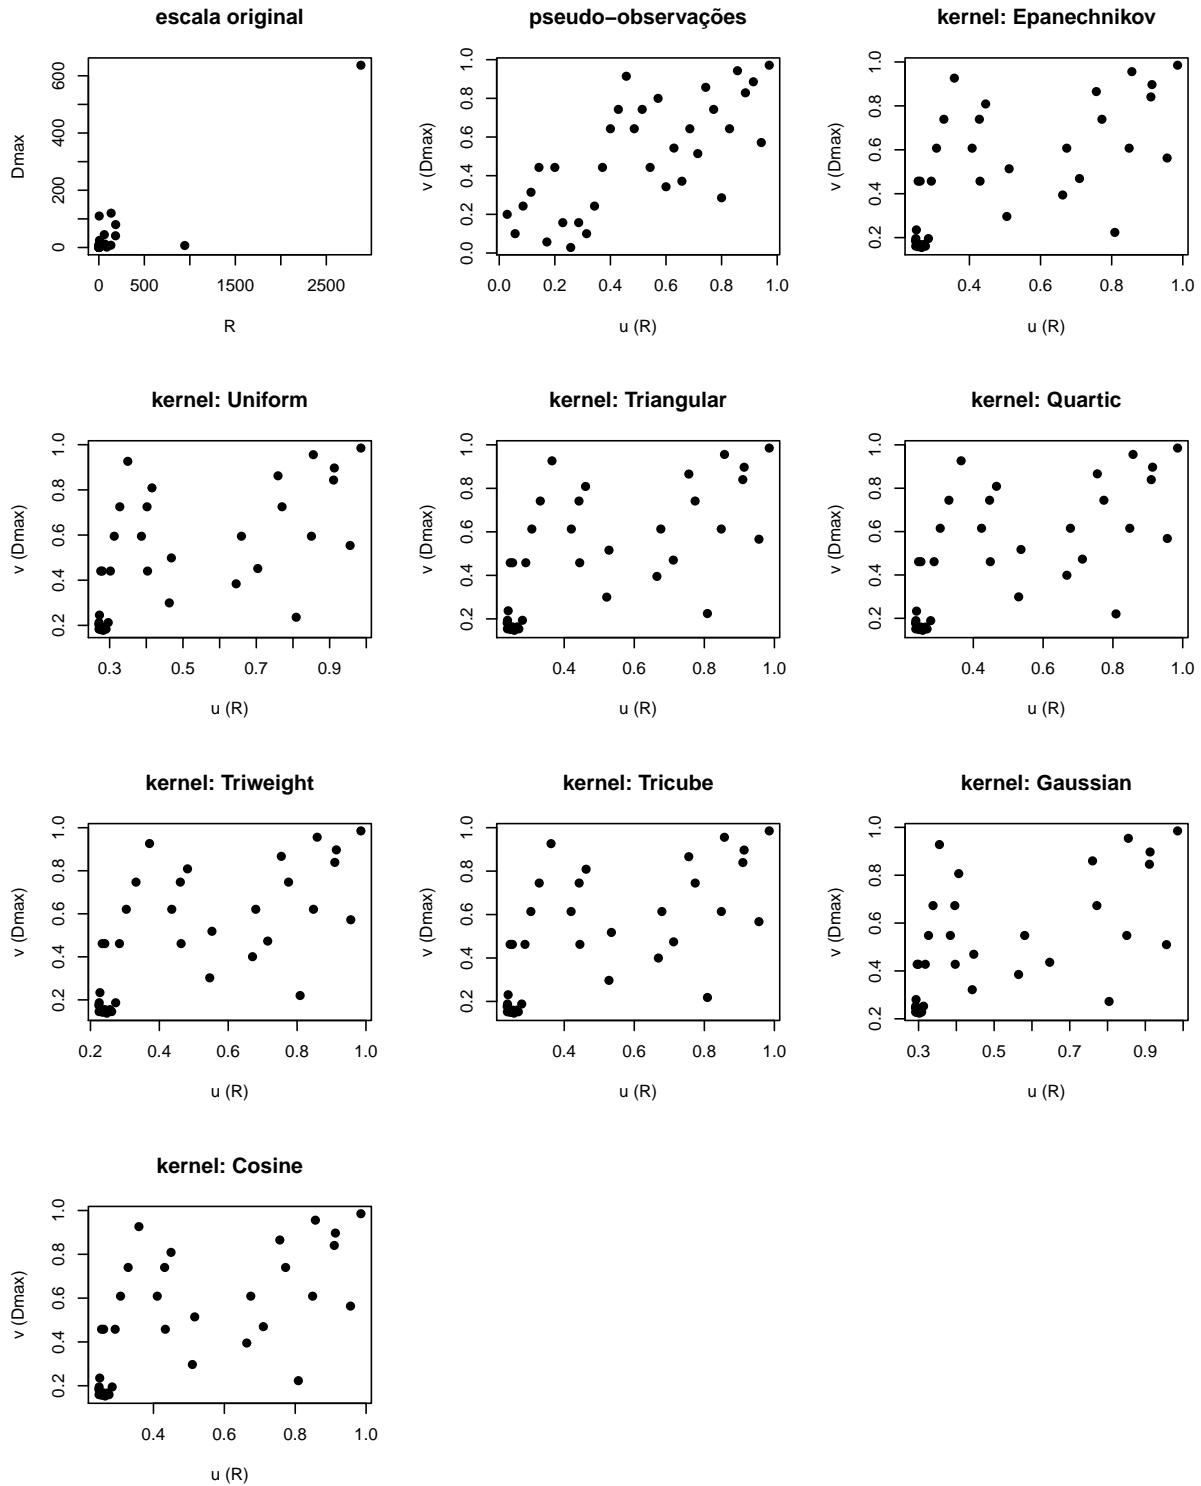 escala original
600
400
200
0
Dmax
0 500 1500 2500
R
pseudo−observações
1.0
0.8
0.6
0.4
0.2
0.0
v (Dmax)
0.0 0.2 0.4 0.6 0.8 1.0
u (R)
kernel: Epanechnikov
1.0
0.8
0.6
0.4
0.2
v (Dmax)
0.4 0.6 0.8 1.0
u (R)
kernel: Uniform
1.0
0.8
0.6
0.4
0.2
v (Dmax)
0.3 0.5 0.7 0.9
u (R)
kernel: Triangular
1.0
0.8
0.6
0.4
0.2
v (Dmax)
0.4 0.6 0.8 1.0
u (R)
kernel: Quartic
1.0
0.8
0.6
0.4
0.2
v (Dmax)
0.4 0.6 0.8 1.0
u (R)
kernel: Triweight
1.0
0.8
0.6
0.4
0.2
v (Dmax)
0.2 0.4 0.6 0.8 1.0
u (R)
kernel: Tricube
1.0
0.8
0.6
0.4
0.2
v (Dmax)
0.4 0.6 0.8 1.0
u (R)
kernel: Gaussian
1.0
0.8
0.6
0.4
0.2
v (Dmax)
0.3 0.5 0.7 0.9
u (R)
kernel: Cosine
1.0
0.8
0.6
0.4
0.2
v (Dmax)
0.4 0.6 0.8 1.0
u (R)